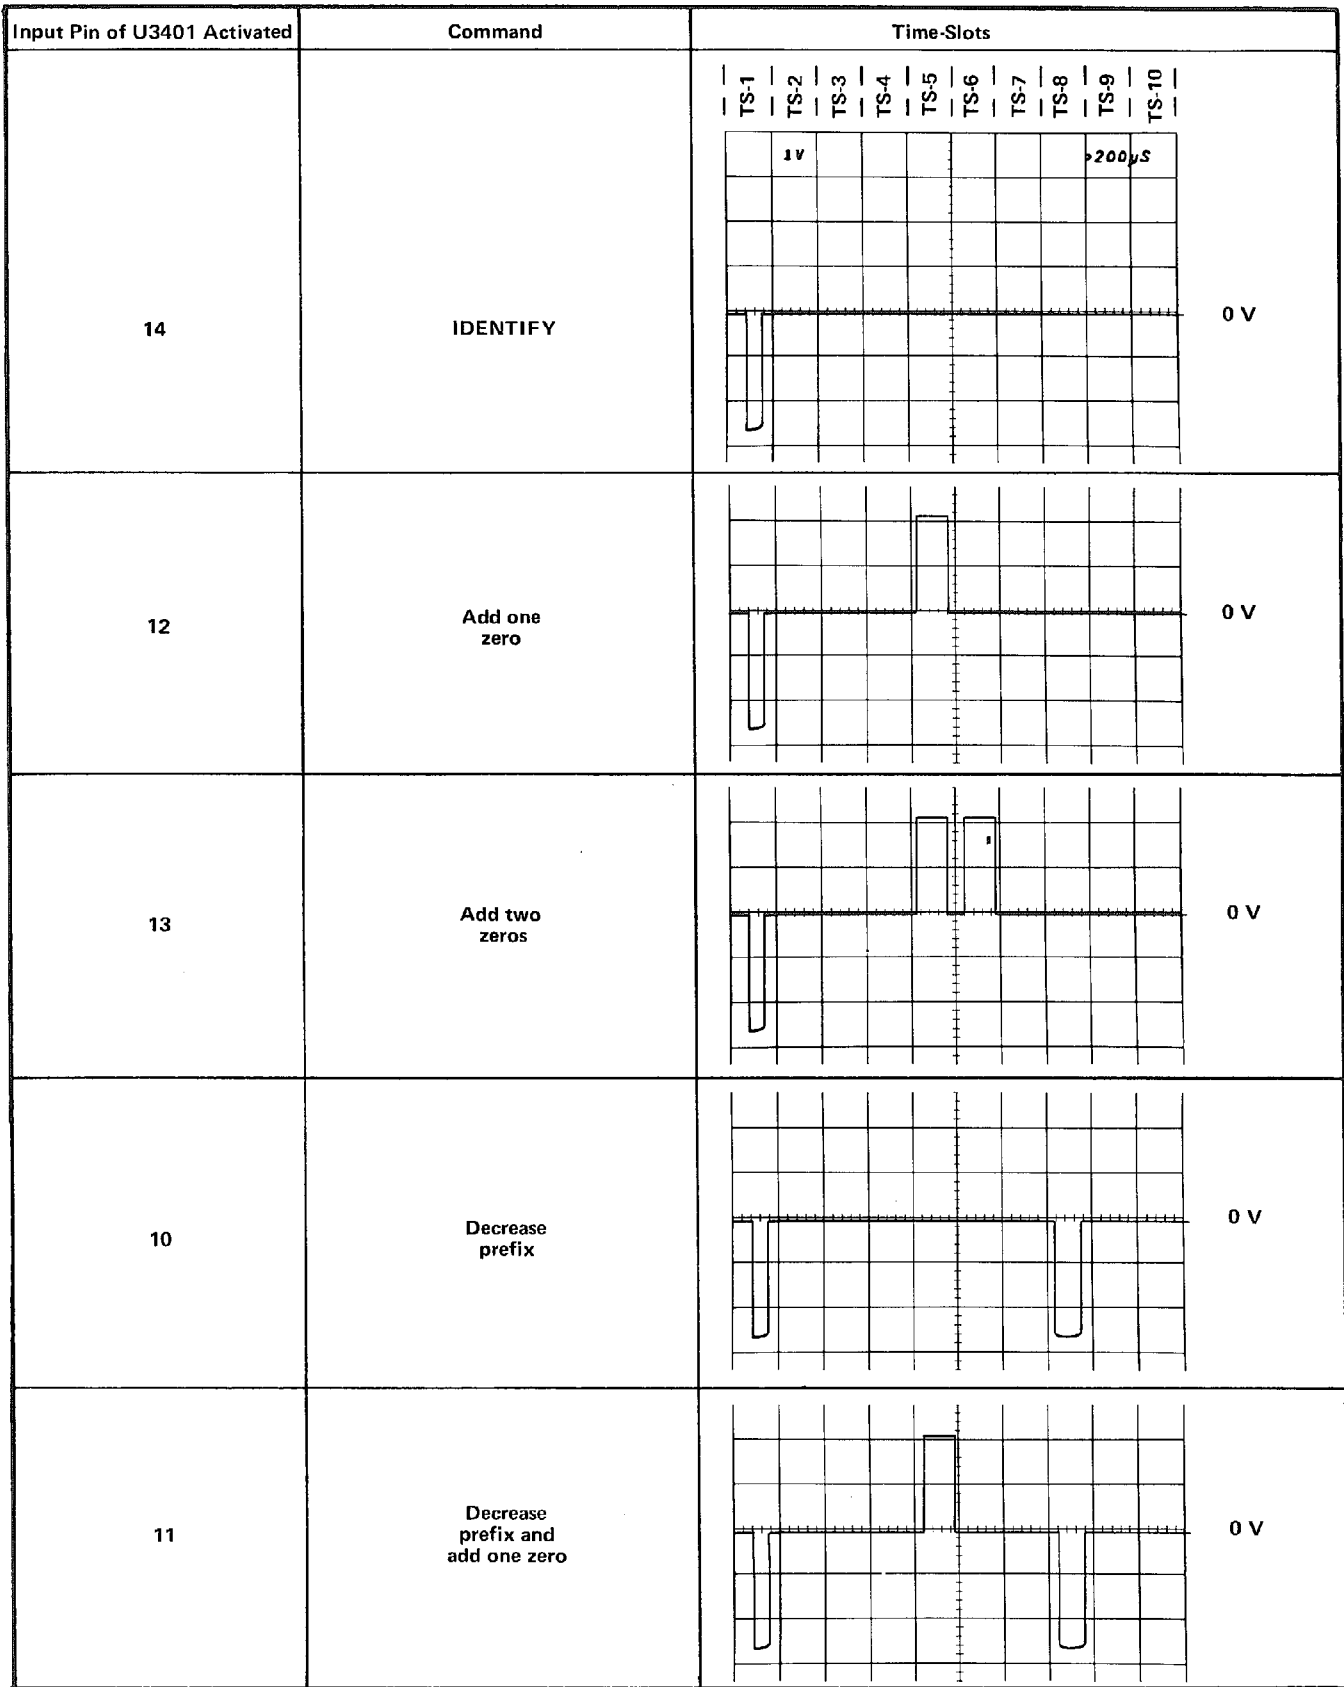 Input Pin of U3401 Activated
Command
Time-Slots
TS-1
TS-2
TS-3
TS-4
TS-5
TS-6
TS-7
TS-8
TS-9
TS-10
1V
>200µS
14
IDENTIFY
0 V
12
Add one
zero
0 V
13
Add two
zeros
0 V
10
Decrease
prefix
0 V
11
Decrease
prefix and
add one zero
0 V